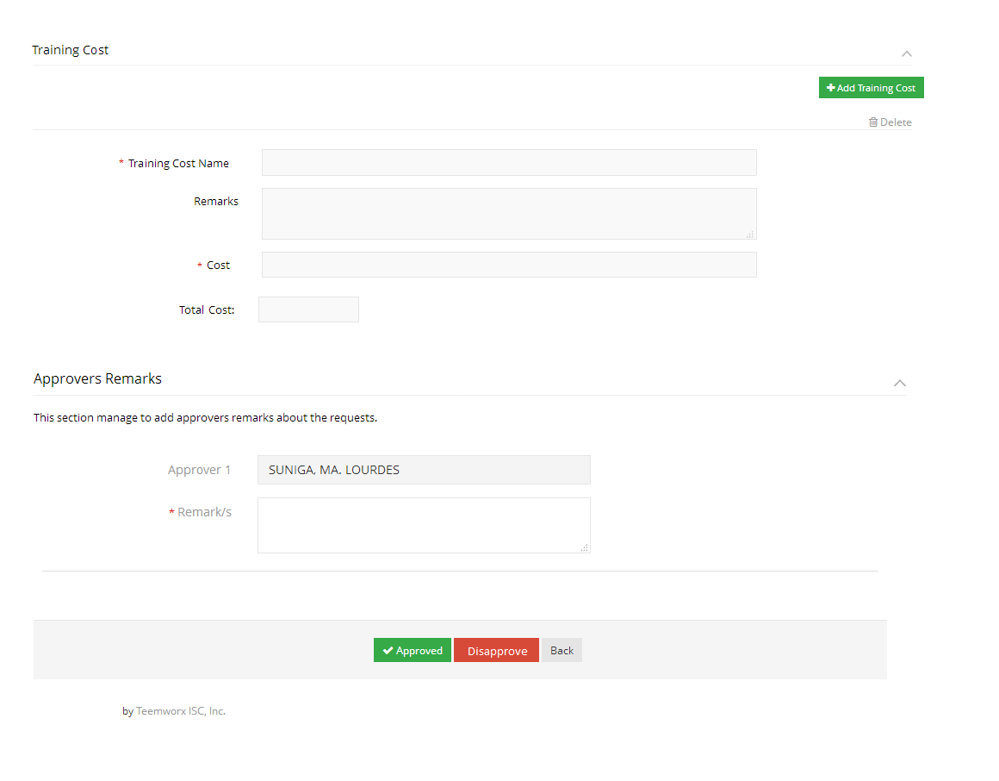 Training Cost
Add Training Cost
Delete
* Training Cost Name
Remarks
* Cost
Total Cost:
Approvers Remarks
This section manage to add approvers remarks about the requests.
Approver 1 SUNIGA, MA. LOURDES
* Remark/s
Approved Disapprove Back
by Teemworx ISC, Inc.